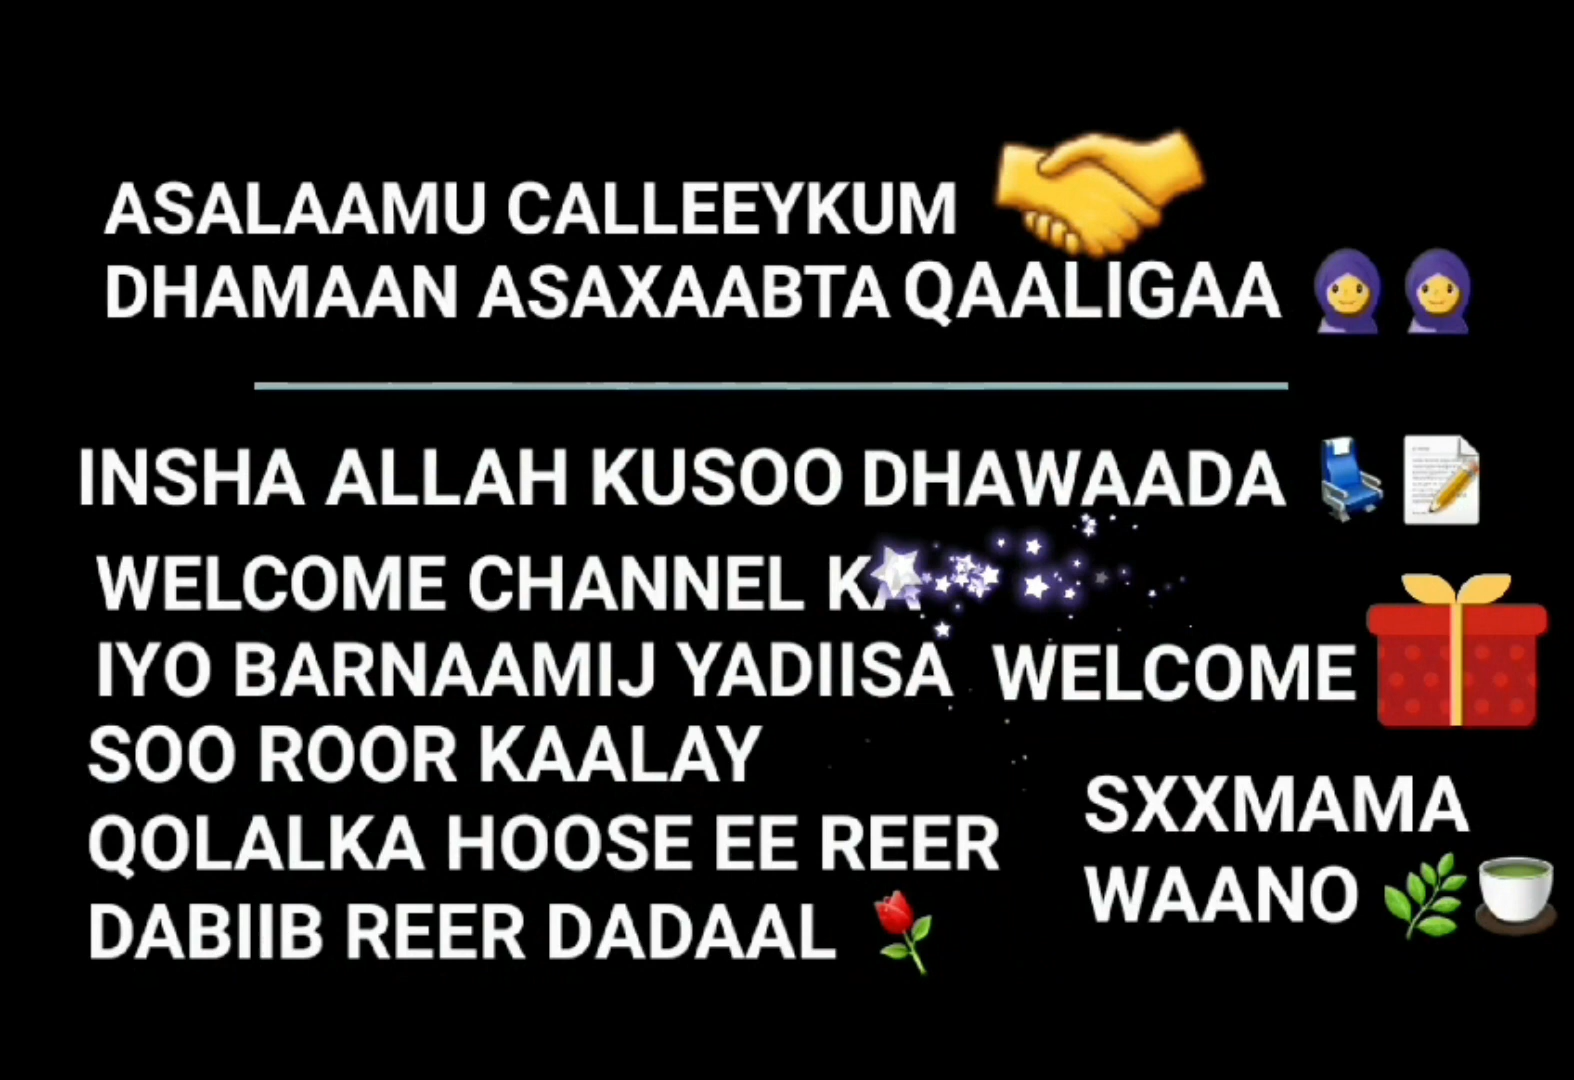 ASALAAMU CALLEEYKUM
DHAMAAN ASAXAABTA QAALIGAA
INSHA ALLAH KUSOO DHAWAADA
WELCOME CHANNEL KA
IYO BARNAAMIJ YADIISA
WELCOME
SOO ROOR KAALAY
QOLALKA HOOSE EE REER
DABIIB REER DADAAL
SXXMAMA
WAANO